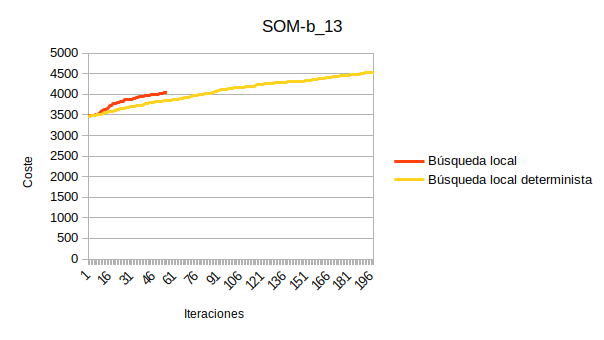 SOM-b_13
5000
4500
4000
3500
3000
2500
2000
1500
1000
500
0
Coste
1 16 31 46 61 76 91 106 121 136 151 166 181 196
Iteraciones
Búsqueda local
Búsqueda local determinista